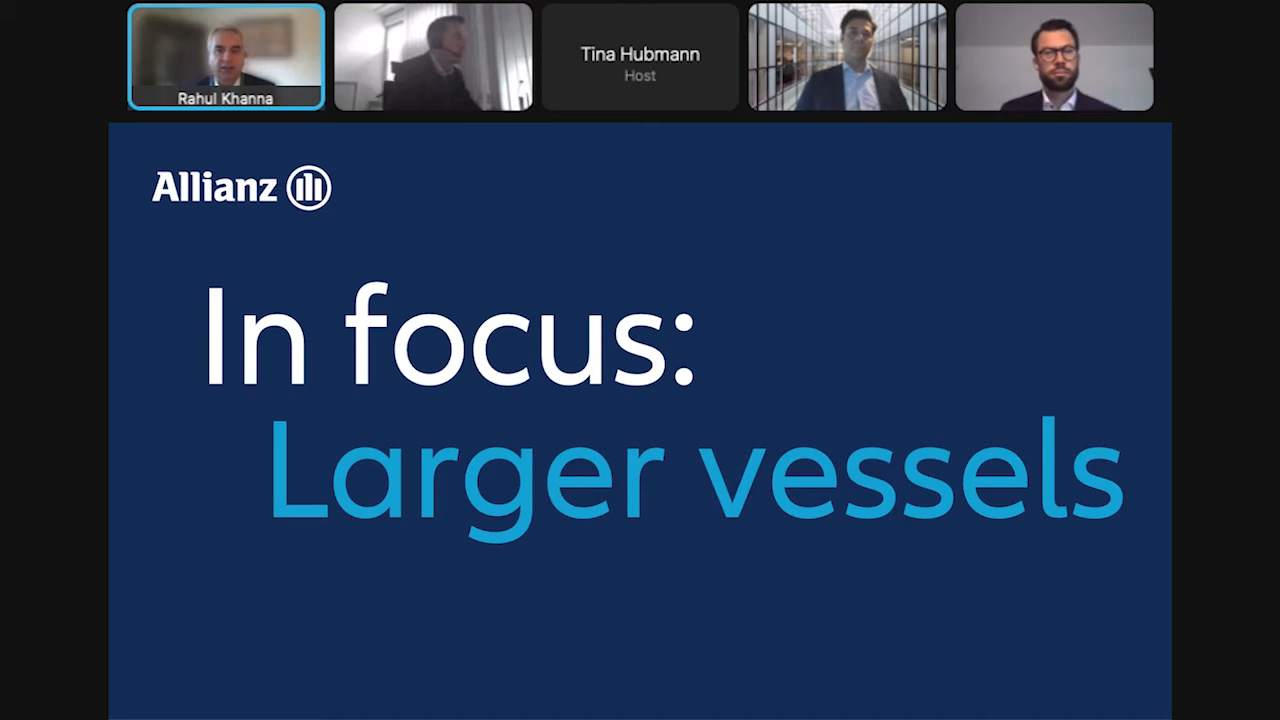 Rahul Khanna
Tina Hubmann
Host
Allianz
In focus:
Larger vessels